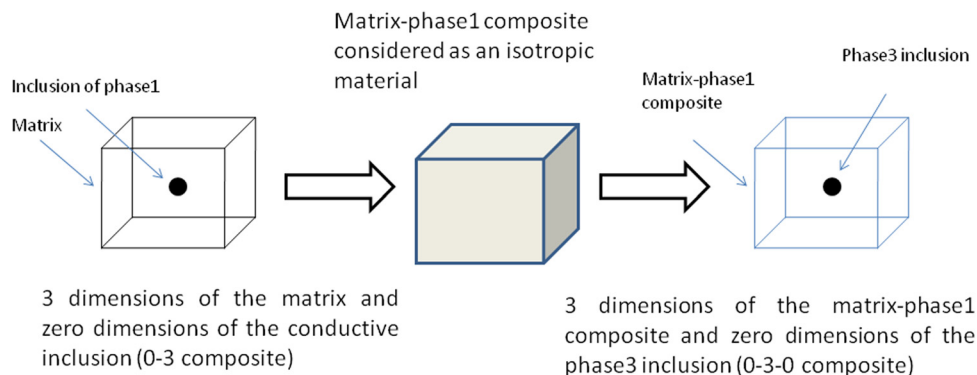 Matrix-phase1 composite
considered as an isotropic
material
Inclusion of phase1
Matrix
Phase3 inclusion
Matrix-phase1
composite
3 dimensions of the matrix and
zero dimensions of the conductive
inclusion (0-3 composite)
3 dimensions of the matrix-phase1
composite and zero dimensions of the
phase3 inclusion (0-3-0 composite)